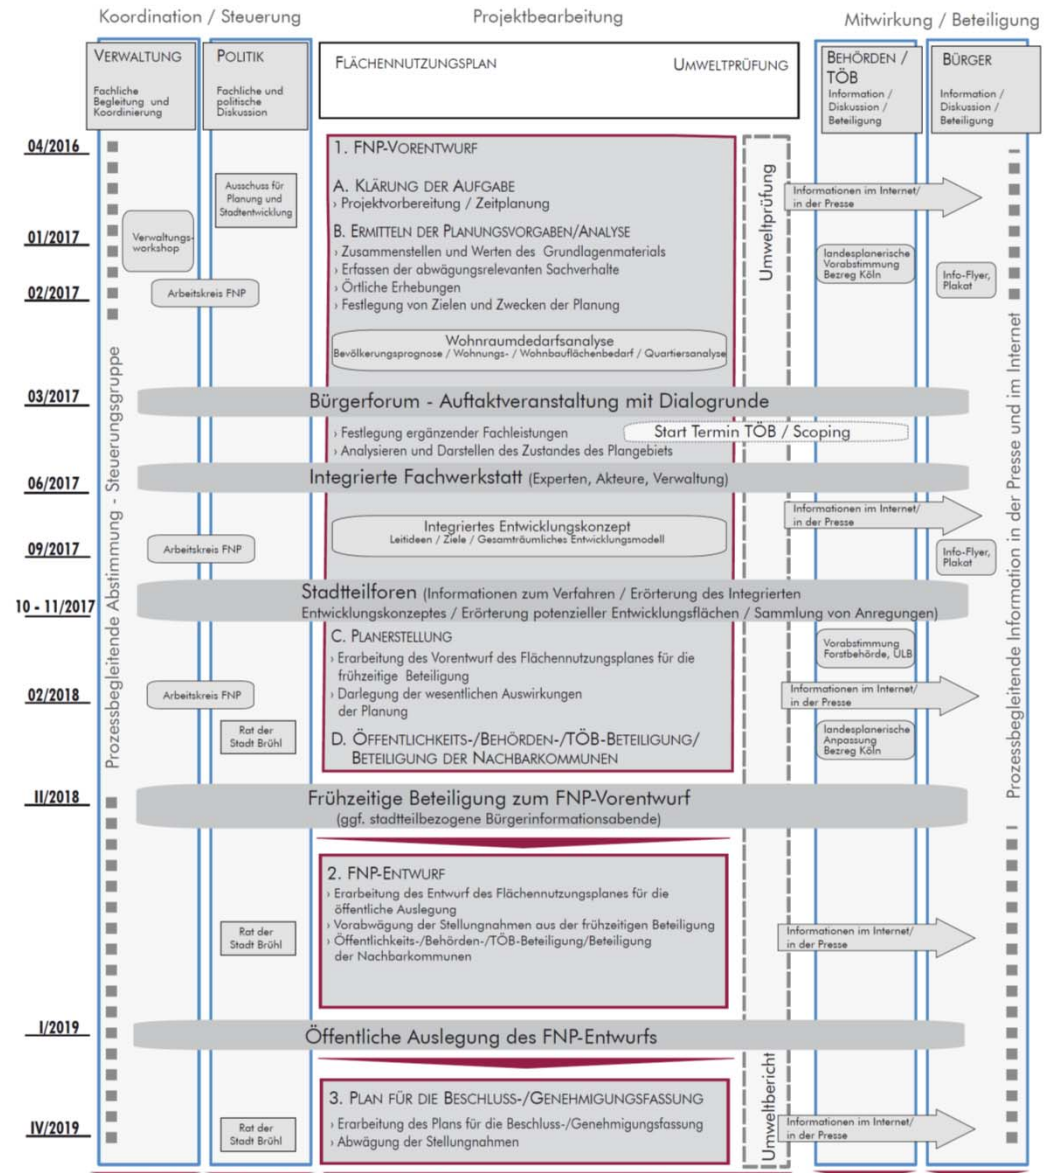 Koordination / Steuerung
Projektbearbeitung
Mitwirkung / Beteiligung
VERWALTUNG
Fachliche
Begleitung und
Koordinierung
POLITIK
Fachliche und
politische
Diskussion
FLÄCHENNUTZUNGSPLAN
UMWELTPRÜFUNG
BEHÖRDEN /
TÖB
Information /
Diskussion /
Beteiligung
BÜRGER
Information /
Diskussion /
Beteiligung
04/2016
1. FNP-VORENTWURF
Ausschuss für
Planung und
Stadtentwicklung
A. KLÄRUNG DER AUFGABE
› Projektvorbereitung / Zeitplanung
Umweltprüfung
Informationen im Internet/
in der Presse
01/2017
Verwaltungs-
workshop
B. ERMITTELN DER PLANUNGSVORGABEN/ANALYSE
› Zusammenstellen und Werten des Grundlagenmaterials
› Erfassen der abwägungsrelevanten Sachverhalte
› Örtliche Erhebungen
› Festlegung von Zielen und Zwecken der Planung
landesplanerische
Vorabstimmung
Bezreg Köln
02/2017
Arbeitskreis FNP
Info-Flyer,
Plakat
Wohnraumdedarfsanalyse
Bevölkerungsprognose / Wohnungs- / Wohnbauflächenbedarf / Quartiersanalyse
Prozessbegleitende Abstimmung - Steuerungsgruppe
Prozessbegleitende Information in der Presse und im Internet
03/2017
Bürgerforum - Auftaktveranstaltung mit Dialogrunde
› Festlegung ergänzender Fachleistungen
› Analysieren und Darstellen des Zustandes des Plangebiets
Start Termin TÖB / Scoping
06/2017
Integrierte Fachwerkstatt (Experten, Akteure, Verwaltung)
Informationen im Internet/
in der Presse
Integriertes Entwicklungskonzept
Leitideen / Ziele / Gesamträumliches Entwicklungsmodell
09/2017
Arbeitskreis FNP
Info-Flyer,
Plakat
10 - 11/2017
Stadtteilforen (Informationen zum Verfahren / Erörterung des Integrierten
Entwicklungskonzeptes / Erörterung potenzieller Entwicklungsflächen / Sammlung von Anregungen)
C. PLANERSTELLUNG
› Erarbeitung des Vorentwurf des Flächennutzungsplanes für die
frühzeitige Beteiligung
› Darlegung der wesentlichen Auswirkungen
der Planung
Vorabstimmung
Forstbehörde, ULB
02/2018
Arbeitskreis FNP
Informationen im Internet/
in der Presse
Rat der
Stadt Brühl
D. ÖFFENTLICHKEITS-/BEHÖRDEN-/TÖB-BETEILIGUNG/
BETEILIGUNG DER NACHBARKOMMUNEN
landesplanerische
Anpassung
Bezreg Köln
II/2018
Frühzeitige Beteiligung zum FNP-Vorentwurf
(ggf. stadtteilbezogene Bürgerinformationsabende)
2. FNP-ENTWURF
› Erarbeitung des Entwurf des Flächennutzungsplanes für die
öffentliche Auslegung
› Vorabwägung der Stellungnahmen aus der frühzeitigen Beteiligung
› Öffentlichkeits-/Behörden-/TÖB-Beteiligung/Beteiligung
der Nachbarkommunen
Rat der
Stadt Brühl
Informationen im Internet/
in der Presse
I/2019
Öffentliche Auslegung des FNP-Entwurfs
3. PLAN FÜR DIE BESCHLUSS-/GENEHMIGUNGSFASSUNG
› Erarbeitung des Plans für die Beschluss-/Genehmigungsfassung
› Abwägung der Stellungnahmen
Umweltbericht
IV/2019
Rat der
Stadt Brühl
Informationen im Internet/
in der Presse